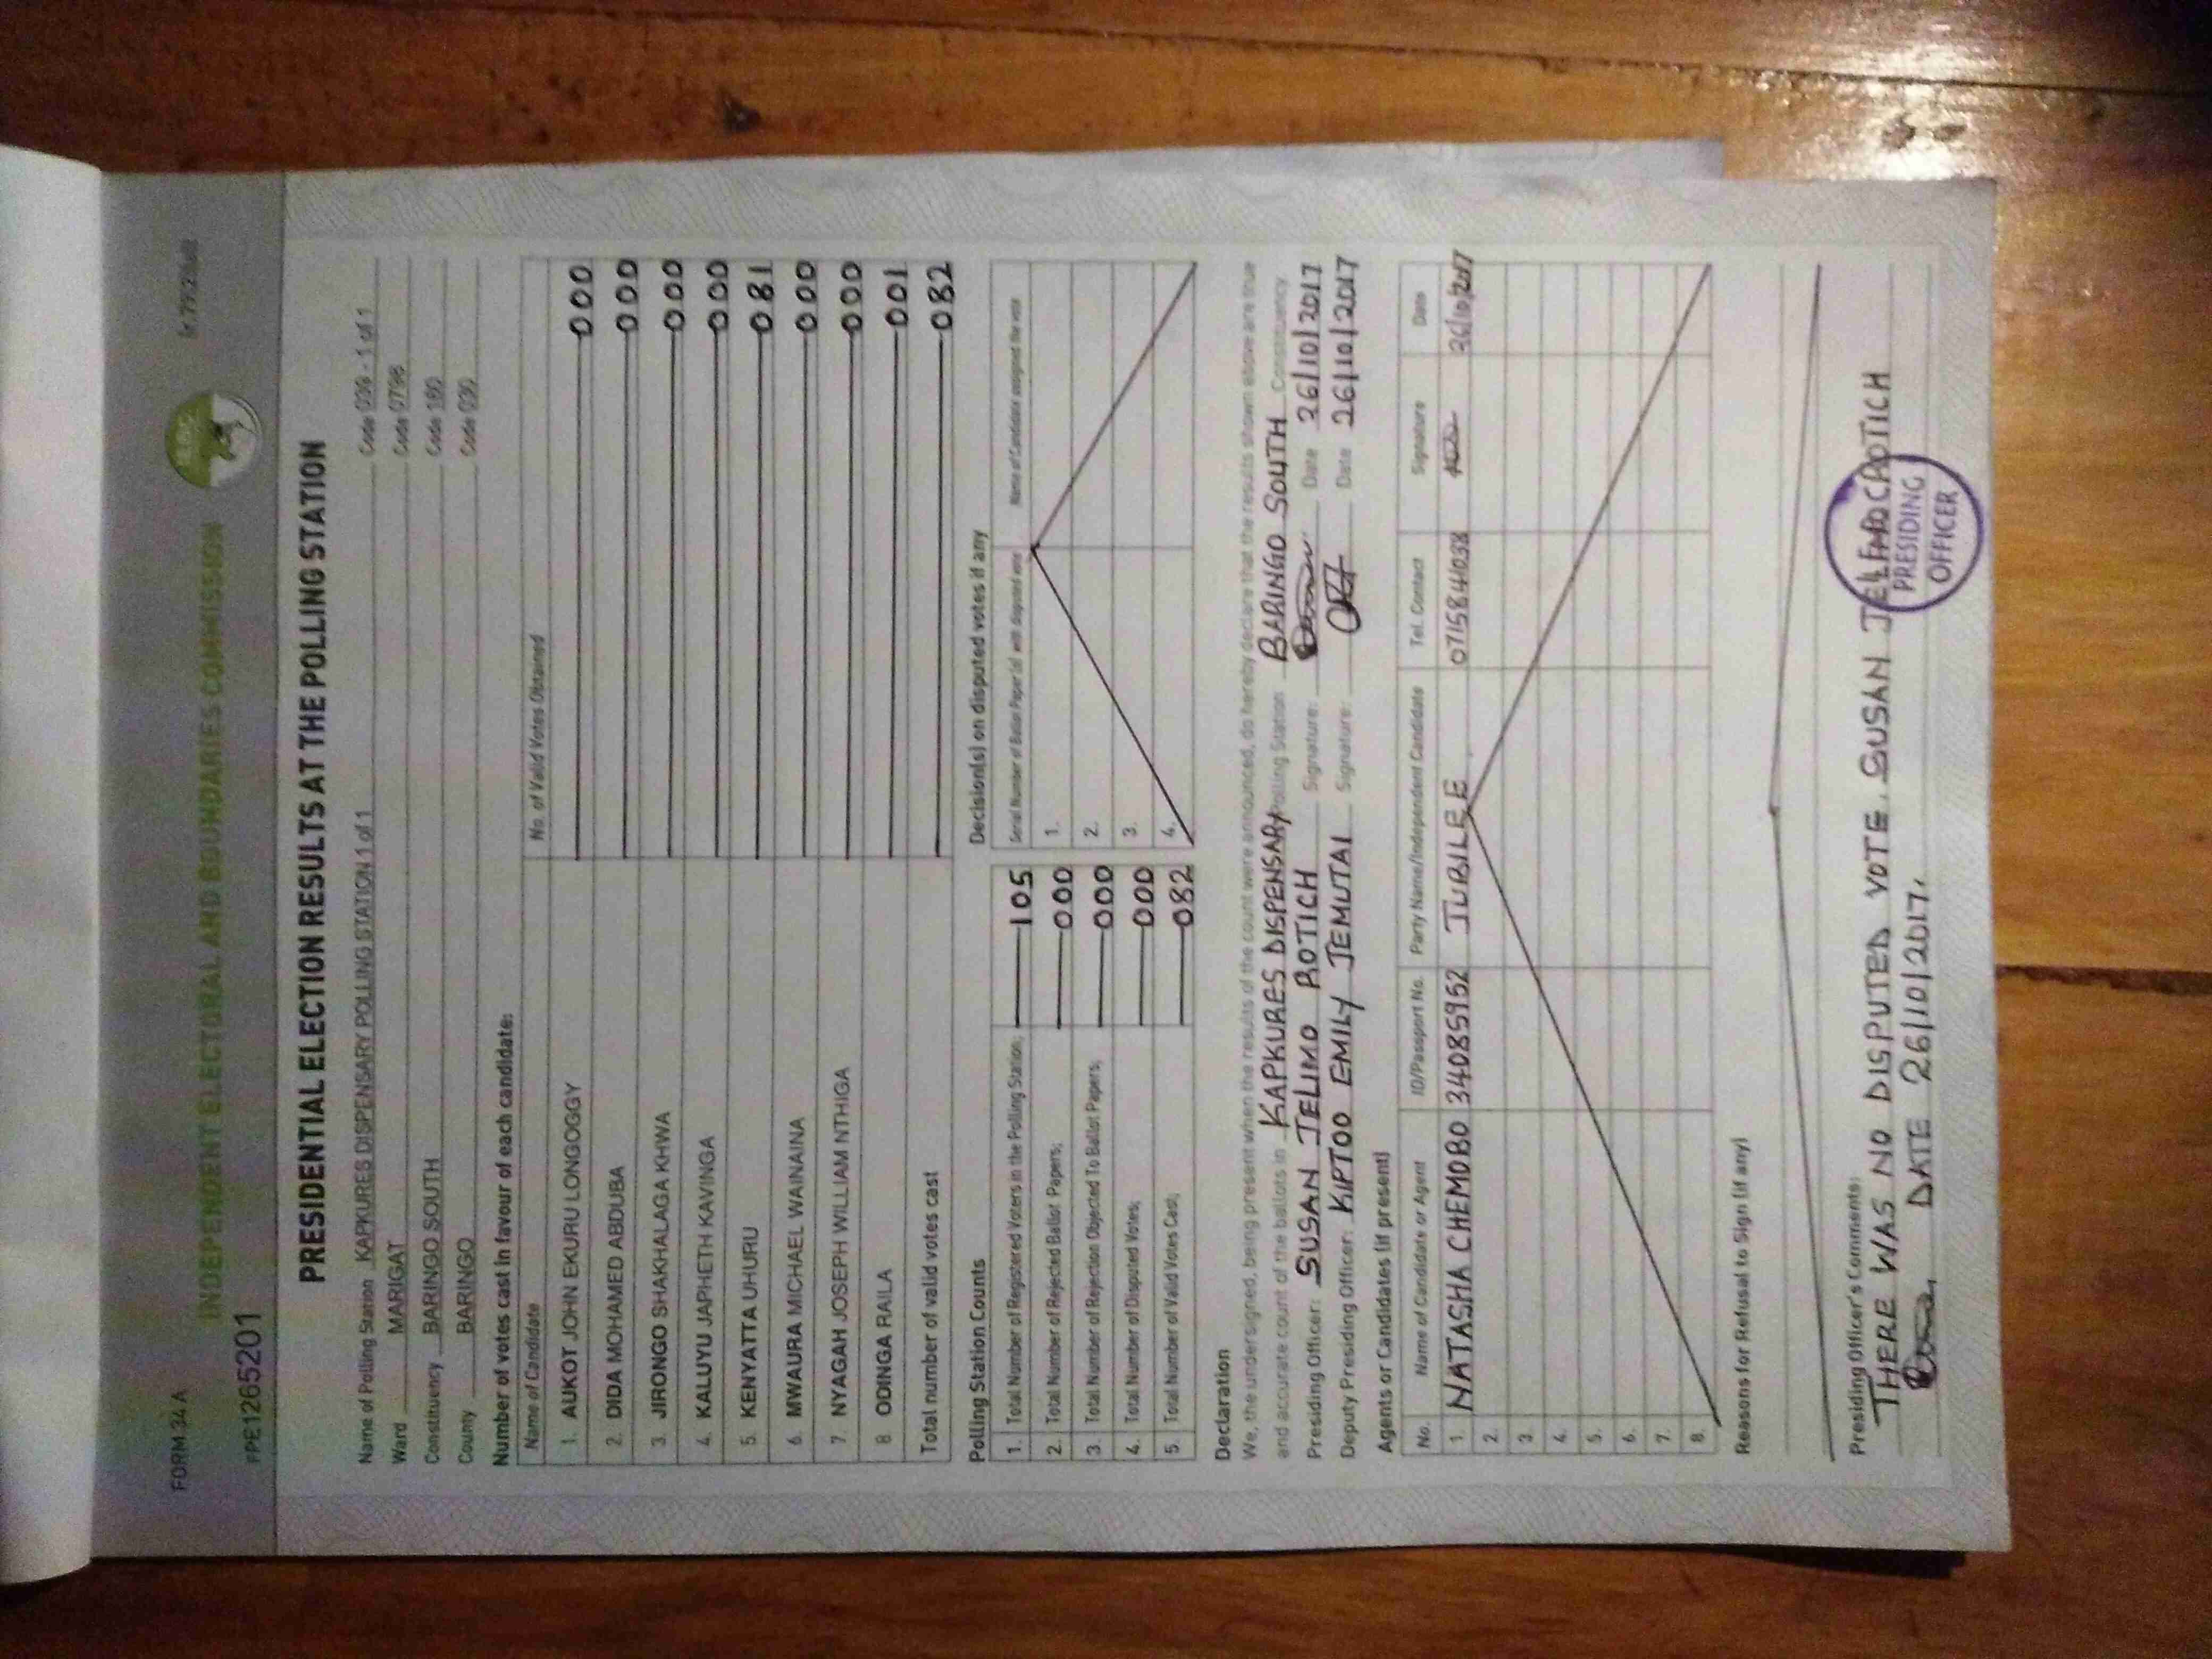 FORM 34 A
INDEPENDENT ELECTORAL AND BOUNDARIES COMMISSION
PPE1265201
PRESIDENTIAL ELECTION RESULTS AT THE POLLING STATION
Name of Polling Station KAPKURES DISPENSARY POLLING STATION 1 of 1 Code 039 - 1 of 1
Ward MARIGAT Code 0798
Constituency BARINGO SOUTH Code 160
County BARINGO Code 030
Number of votes cast in favour of each candidate:
Name of Candidate No. of Valid Votes Obtained
1. AUKOT JOHN EKURU LONGOGGY 000
2. DIDA MOHAMED ABDUBA 000
3. JIRONGO SHAKHALAGA KHWA 000
4. KALUYU JAPHETH KAVINGA 000
5. KENYATTA UHURU 081
6. MWAURA MICHAEL WAINAINA 000
7. NYAGAH JOSEPH WILLIAM NTHIGA 000
8 ODINGA RAILA 001
Total number of valid votes cast 082
Polling Station Counts
1. Total Number of Registered Voters in the Polling Station; 105
2. Total Number of Rejected Ballot Papers; 000
3. Total Number of Rejection Objected To Ballot Papers; 000
4. Total Number of Disputed Votes; 000
5. Total Number of Valid Votes Cast; 082
Decision(s) on disputed votes if any
Serial Number of Ballot Paper (s) with disputed vote Name of Candidate assigned the vote
1.
2.
3.
4.
Declaration
We, the undersigned, being present when the results of the count were announced, do hereby declare that the results shown above are true
and accurate count of the ballots in KAPKURES DISPENSARY Polling Station BARINGO SOUTH Constituency
Presiding Officer: SUSAN TELIMO ROTICH Signature: Date 26/10/2017
Deputy Presiding Officer: KIPTOO EMILY JEMUTAI Signature: Date 26/10/2017
Agents or Candidates (if present)
No. Name of Candidate or Agent ID/Passport No. Party Name/Independent Candidate Tel. Contact Signature Date
1. NATASHA CHEMOBO 34085952 JUBILEE 0715841038 26/10/2017
2.
3.
4.
5.
6.
7.
8.
Reasons for Refusal to Sign (if any)
Presiding Officer's Comments:
THERE WAS NO DISPUTED VOTE. SUSAN ROTICH
DATE 26/10/2017.
PRESIDING
OFFICER